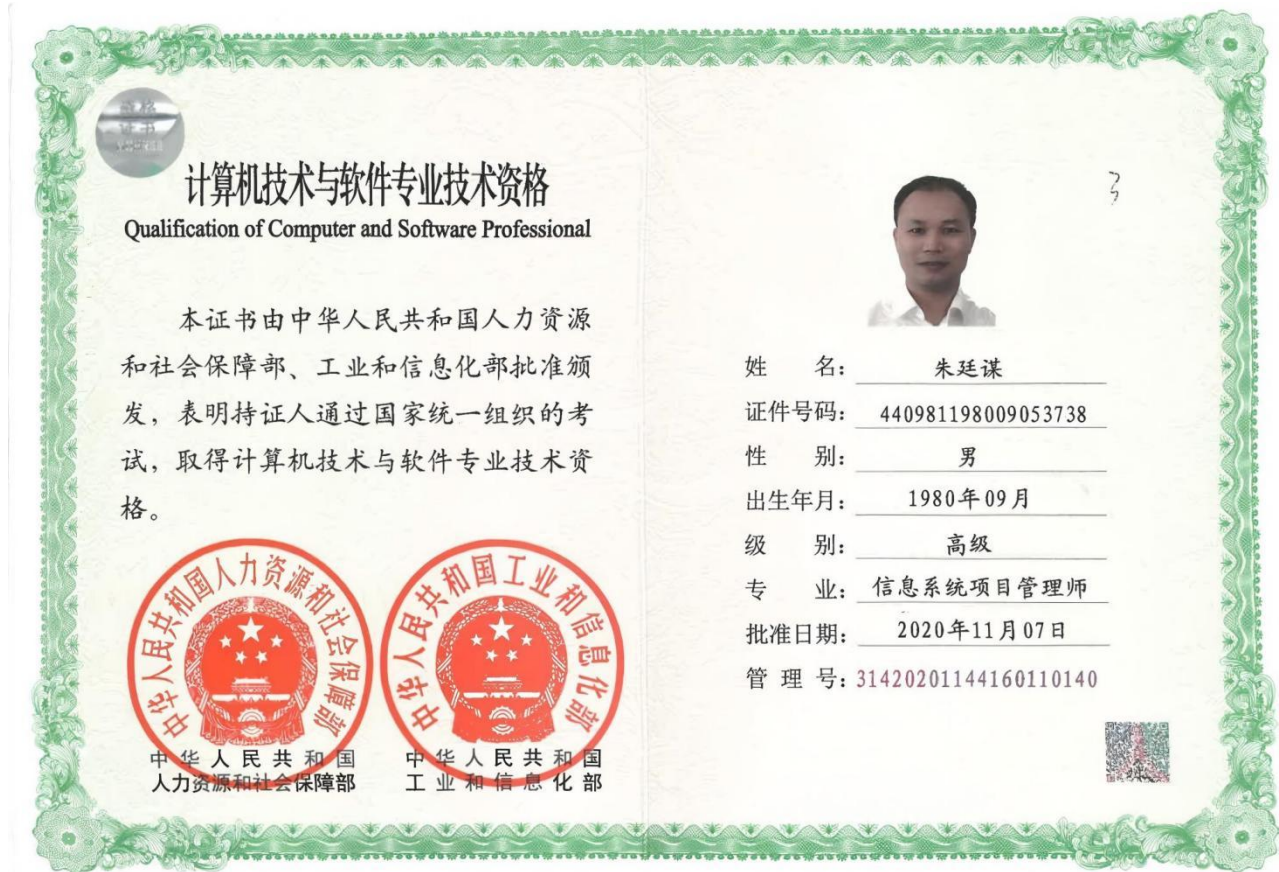 资格
证书
计算机技术与软件专业技术资格
Qualification of Computer and Software Professional
本证书由中华人民共和国人力资源
和社会保障部、工业和信息化部批准颁
发，表明持证人通过国家统一组织的考
试，取得计算机技术与软件专业技术资
格。
中华人民共和国人力资源和社会保障部
中华人民共和国
人力资源和社会保障部
中华人民共和国工业和信息化部
中华人民共和国
工业和信息化部
姓 名： 朱廷谋
证件号码： 440981198009053738
性 别： 男
出生年月： 1980年09月
级 别： 高级
专 业： 信息系统项目管理师
批准日期： 2020年11月07日
管 理 号：31420201144160110140